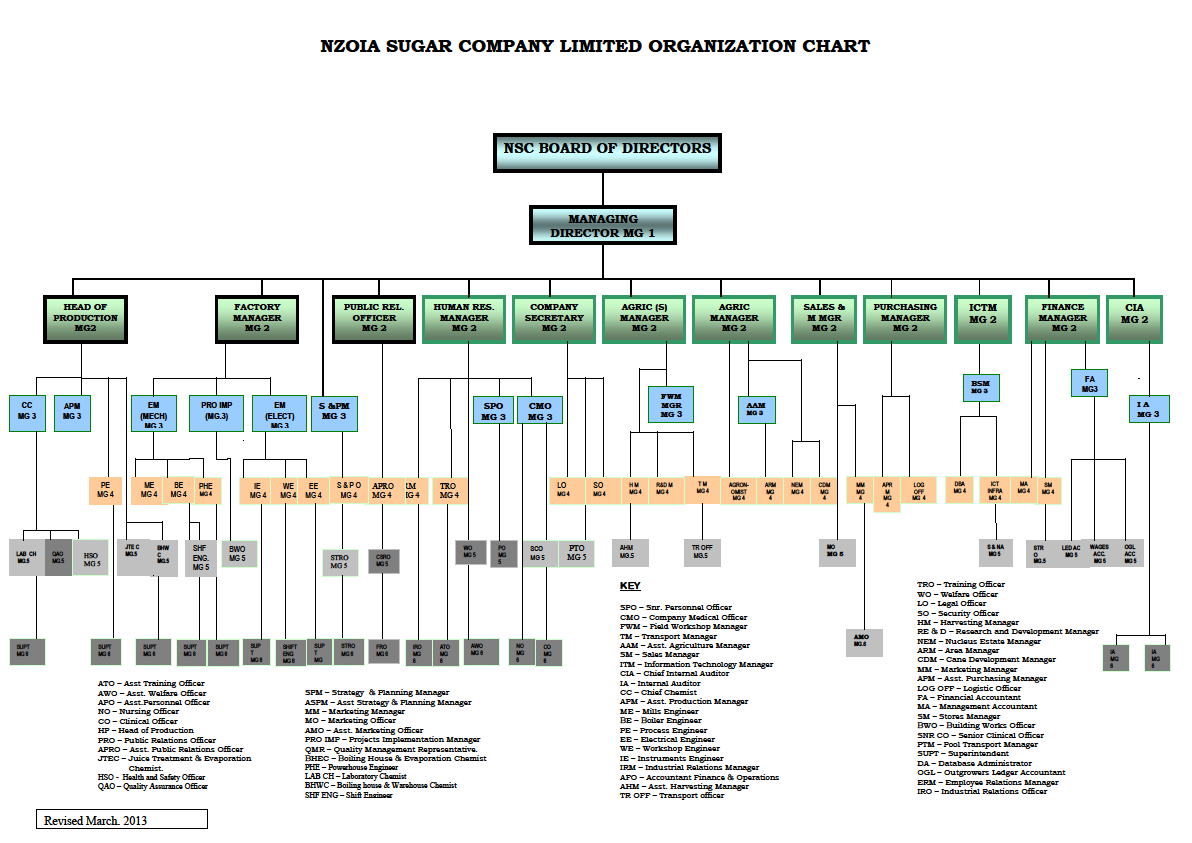 NZOIA SUGAR COMPANY LIMITED ORGANIZATION CHART
NSC BOARD OF DIRECTORS
MANAGING
DIRECTOR MG 1
HEAD OF
PRODUCTION
MG2
FACTORY
MANAGER
MG 2
PUBLIC REL.
OFFICER
MG 2
HUMAN RES.
MANAGER
MG 2
COMPANY
SECRETARY
MG 2
AGRIC (S)
MANAGER
MG 2
AGRIC
MANAGER
MG 2
SALES &
M MGR
MG 2
PURCHASING
MANAGER
MG 2
ICTM
MG 2
FINANCE
MANAGER
MG 2
CIA
MG 2
CC
MG 3
APM
MG 3
EM
(MECH)
MG 3
PRO IMP
(MG.3)
EM
(ELECT)
MG.3
S &PM
MG 3
SPO
MG 3
CMO
MG 3
FWM
MGR
MG 3
AAM
MG 3
BSM
MG 3
FA
MG3
I A
MG 3
PE
MG 4
ME
MG 4
BE
MG 4
PHE
MG 4
IE
MG 4
WE
MG 4
EE
MG 4
S & P O
MG 4
APRO
MG 4
TRO
MG 4
LO
MG 4
SO
MG 4
H M
MG 4
R&D M
MG 4
T M
MG 4
AGRON-
OMIST
MG 4
ARM
MG
4
NEM
MG 4
CDM
MG
4
MM
MG
4
APR
M
MG
4
LOG
OFF
MG 4
DBA
MG 4
ICT
INFRA
MG 4
MA
MG 4
SM
MG 4
LAB CH
MG.5
QAO
MG.5
HSO
MG 5
JTE C
MG.5
BHW
C
MG.5
SHF
ENG.
MG 5
BWO
MG 5
STRO
MG 5
CSRO
MG 5
WO
MG 5
PO
MG
5
SCO
MG 5
PTO
MG 5
AHM
MG.5
TR OFF
MG.5
MO
MG 5
S & NA
MG 5
STR
O
MG.5
LED AC
MG 5
WAGES
ACC.
MG 5
OGL
ACC
MG 5
SUPT
MG 6
SUPT
MG 6
SUPT
MG 6
SUPT
MG 6
SUPT
MG 6
SUP
T
MG 6
SHIFT
ENG
MG 6
SUP
T
MG
STRO
MG 6
FRO
MG 6
IRO
MG
6
ATO
MG 6
AWO
MG 6
NO
MG
6
CO
MG
6
AMO
MG.6
IA
MG
6
IA
MG
6
ATO – Asst Training Officer
AWO – Asst. Welfare Officer
APO – Asst.Personnel Officer
NO – Nursing Officer
CO – Clinical Officer
HP – Head of Production
PRO – Public Relations Officer
APRO – Asst. Public Relations Officer
JTEC – Juice Treatment & Evaporation
Chemist.
HSO - Health and Safety Officer
QAO – Quality Assurance Officer
SPM – Strategy & Planning Manager
ASPM – Asst Strategy & Planning Manager
MM – Marketing Manager
MO – Marketing Officer
AMO – Asst. Marketing Officer
PRO IMP – Projects Implementation Manager
QMR – Quality Management Representative.
BHEC – Boiling House & Evaporation Chemist
PHE – Powerhouse Engineer
LAB CH – Laboratory Chemist
BHWC – Boiling house & Warehouse Chemist
SHF ENG – Shift Engineer
KEY
SPO – Snr. Personnel Officer
CMO – Company Medical Officer
FWM – Field Workshop Manager
TM – Transport Manager
AAM – Asst. Agriculture Manager
SM – Sales Manager
ITM – Information Technology Manager
CIA – Chief Internal Auditor
IA – Internal Auditor
CC – Chief Chemist
APM – Asst. Production Manager
ME – Mills Engineer
BE – Boiler Engineer
PE – Process Engineer
EE – Electrical Engineer
WE – Workshop Engineer
IE – Instruments Engineer
IRM – Industrial Relations Manager
AFO – Accountant Finance & Operations
AHM – Asst. Harvesting Manager
TR OFF – Transport officer
TRO – Training Officer
WO – Welfare Officer
LO – Legal Officer
SO – Security Officer
HM – Harvesting Manager
RE & D – Research and Development Manager
NEM – Nucleus Estate Manager
ARM – Area Manager
CDM – Cane Development Manager
MM – Marketing Manager
APM – Asst. Purchasing Manager
LOG OFF – Logistic Officer
FA – Financial Accountant
MA – Management Accountant
SM – Stores Manager
BWO – Building Works Officer
SNR CO – Senior Clinical Officer
PTM – Pool Transport Manager
SUPT – Superintendent
DA – Database Administrator
OGL – Outgrowers Ledger Accountant
ERM – Employee Relations Manager
IRO – Industrial Relations Officer
Revised March. 2013